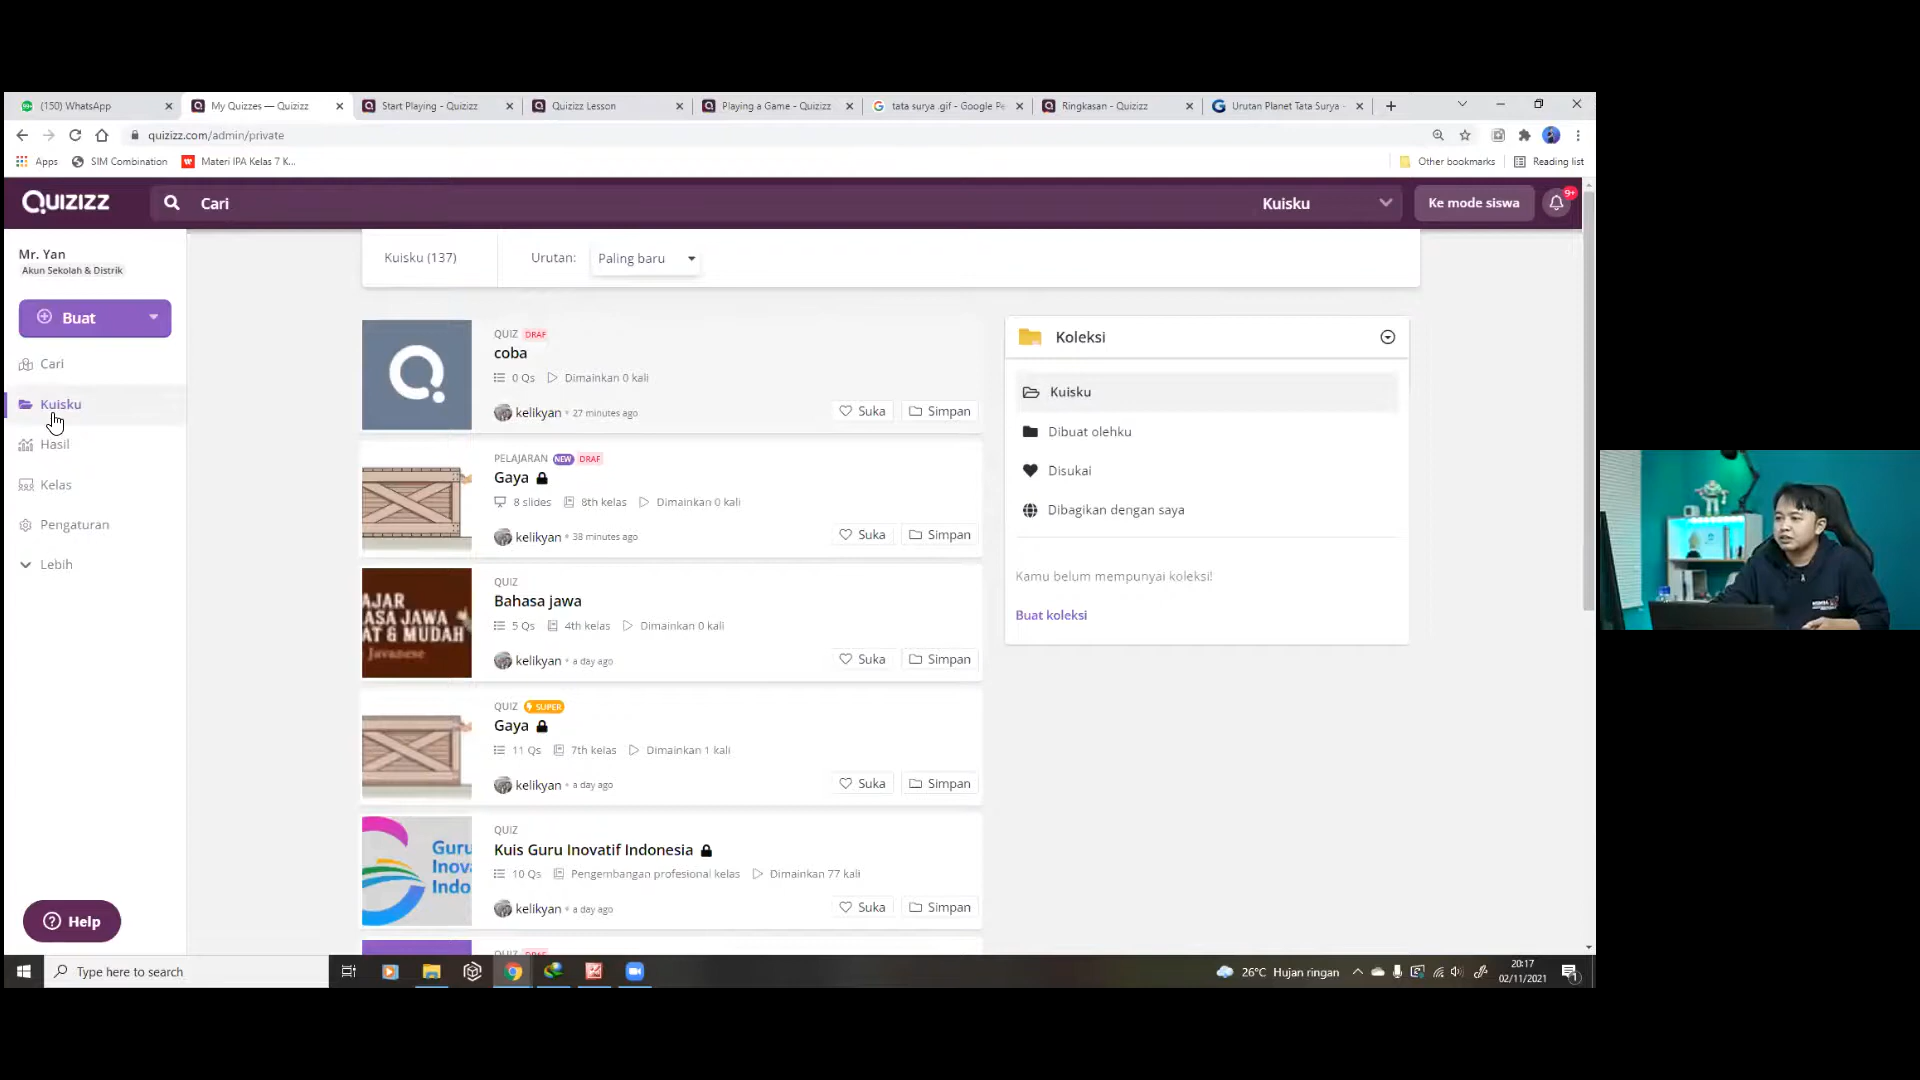 (150) WhatsApp
My Quizzes — Quizizz
Start Playing - Quizizz
Quizizz Lesson
Playing a Game - Quizizz
tata surya .gif - Google Pe
Ringkasan - Quizizz
Urutan Planet Tata Surya -
quizizz.com/admin/private
Apps
SIM Combination
Materi IPA Kelas 7 K...
Other bookmarks
Reading list
Quizizz
Cari
Kuisku
Ke mode siswa
9+
Mr. Yan
Akun Sekolah & Distrik
Buat
Cari
Kuisku
Hasil
Kelas
Pengaturan
Lebih
Help
Kuisku (137)
Urutan:
Paling baru
QUIZ DRAF
coba
0 Qs Dimainkan 0 kali
kelikyan • 27 minutes ago
Suka
Simpan
PELAJARAN NEW DRAF
Gaya
8 slides 8th kelas Dimainkan 0 kali
kelikyan • 38 minutes ago
Suka
Simpan
AJAR
ASA JAWA
AT & MUDAH
Javanese
QUIZ
Bahasa jawa
5 Qs 4th kelas Dimainkan 0 kali
kelikyan • a day ago
Suka
Simpan
QUIZ SUPER
Gaya
11 Qs 7th kelas Dimainkan 1 kali
kelikyan • a day ago
Suka
Simpan
Guru
Inova
Indo
QUIZ
Kuis Guru Inovatif Indonesia
10 Qs Pengembangan profesional kelas Dimainkan 77 kali
kelikyan • a day ago
Suka
Simpan
QUIZ DRAF
Koleksi
Kuisku
Dibuat olehku
Disukai
Dibagikan dengan saya
Kamu belum mempunyai koleksi!
Buat koleksi
Type here to search
26°C Hujan ringan
20:17
02/11/2021
1